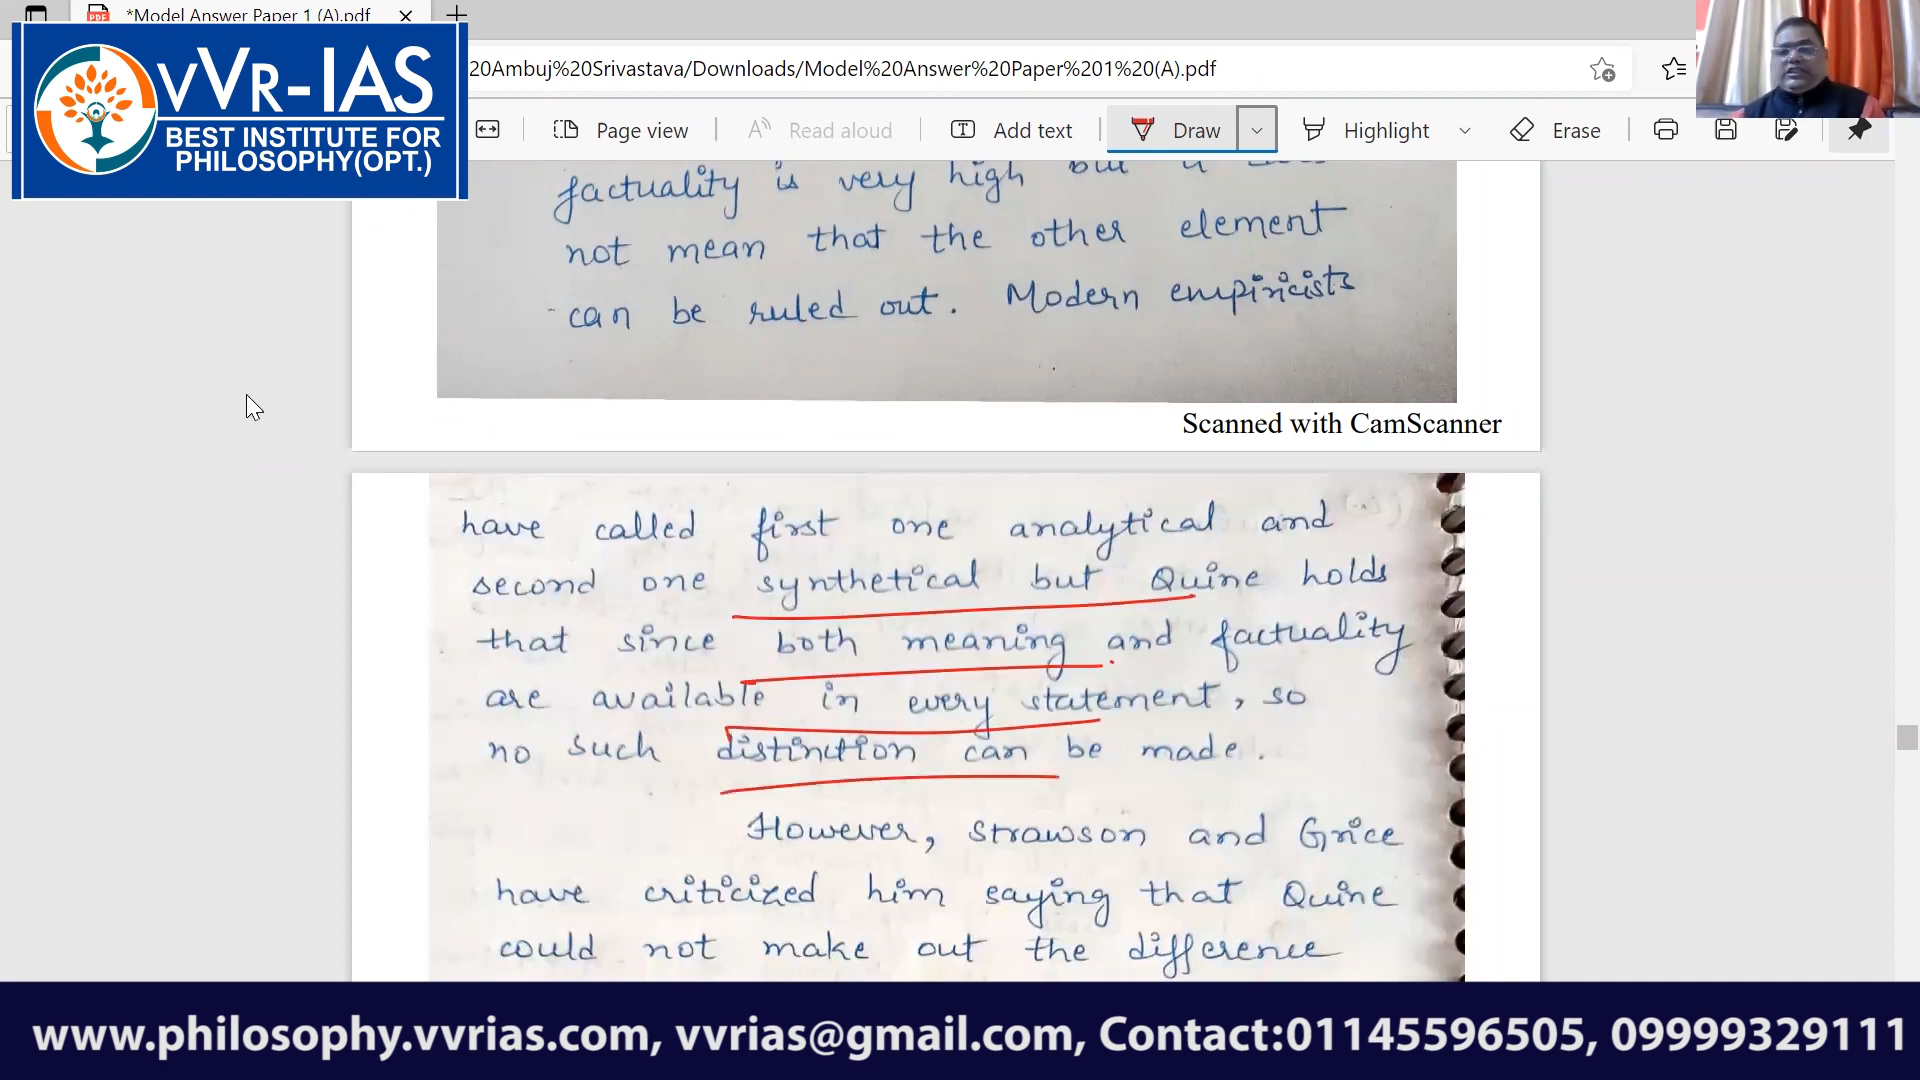 *Model Answer Paper 1 (A).pdf
vVR-IAS
BEST INSTITUTE FOR
PHILOSOPHY(OPT.)
20Ambuj%20Srivastava/Downloads/Model%20Answer%20Paper%201%20(A).pdf
Page view
Read aloud
Add text
Draw
Highlight
Erase
factuality is very high but it
not mean that the other element
can be ruled out. Modern empiricists
Scanned with CamScanner
have called first one analytical and
second one synthetical but Quine holds
that since both meaning and factuality
are available in every statement, so
no such distinction can be made.
However, Strawson and Grice
have criticized him saying that Quine
could not make out the difference
www.philosophy.vvrias.com, vvrias@gmail.com, Contact:01145596505, 09999329111